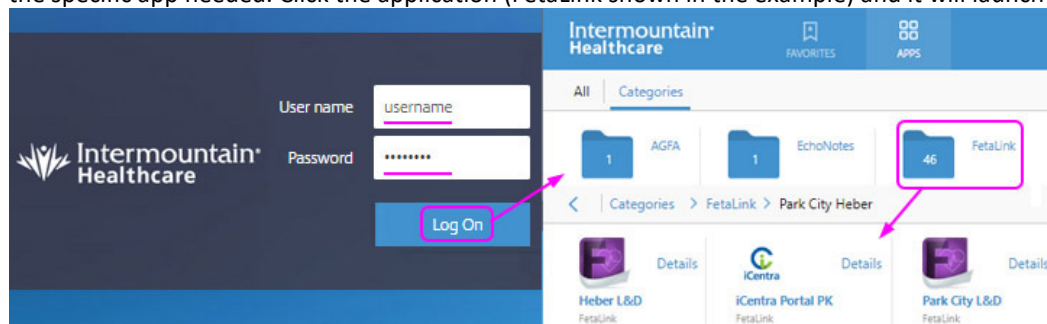 the specific app needed. Click the application (FetaLink shown in the example) and it will launch
Intermountain®
Healthcare
User name
username
Password
••••••••
Log On
Intermountain®
Healthcare
FAVORITES
APPS
All
Categories
1
AGFA
1
EchoNotes
46
FetaLink
Categories > FetaLink > Park City Heber
Details
iCentra
Details
Details
Heber L&D
FetaLink
iCentra Portal PK
FetaLink
Park City L&D
FetaLink